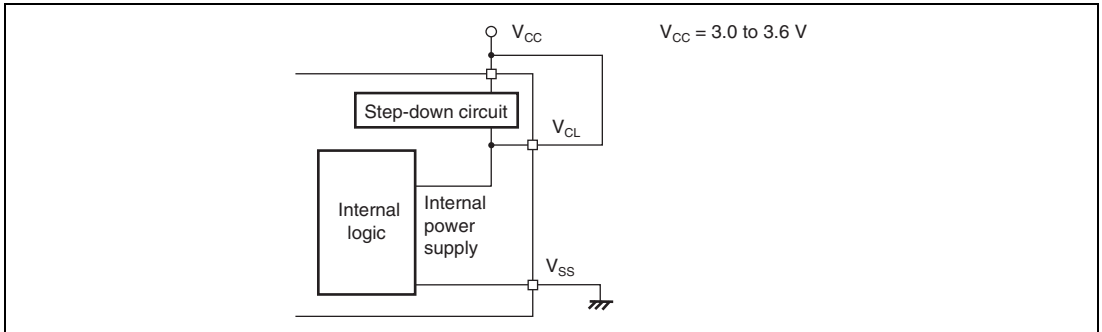 V_CC
V_CC = 3.0 to 3.6 V
Step-down circuit
V_CL
Internal
logic
Internal
power
supply
V_SS